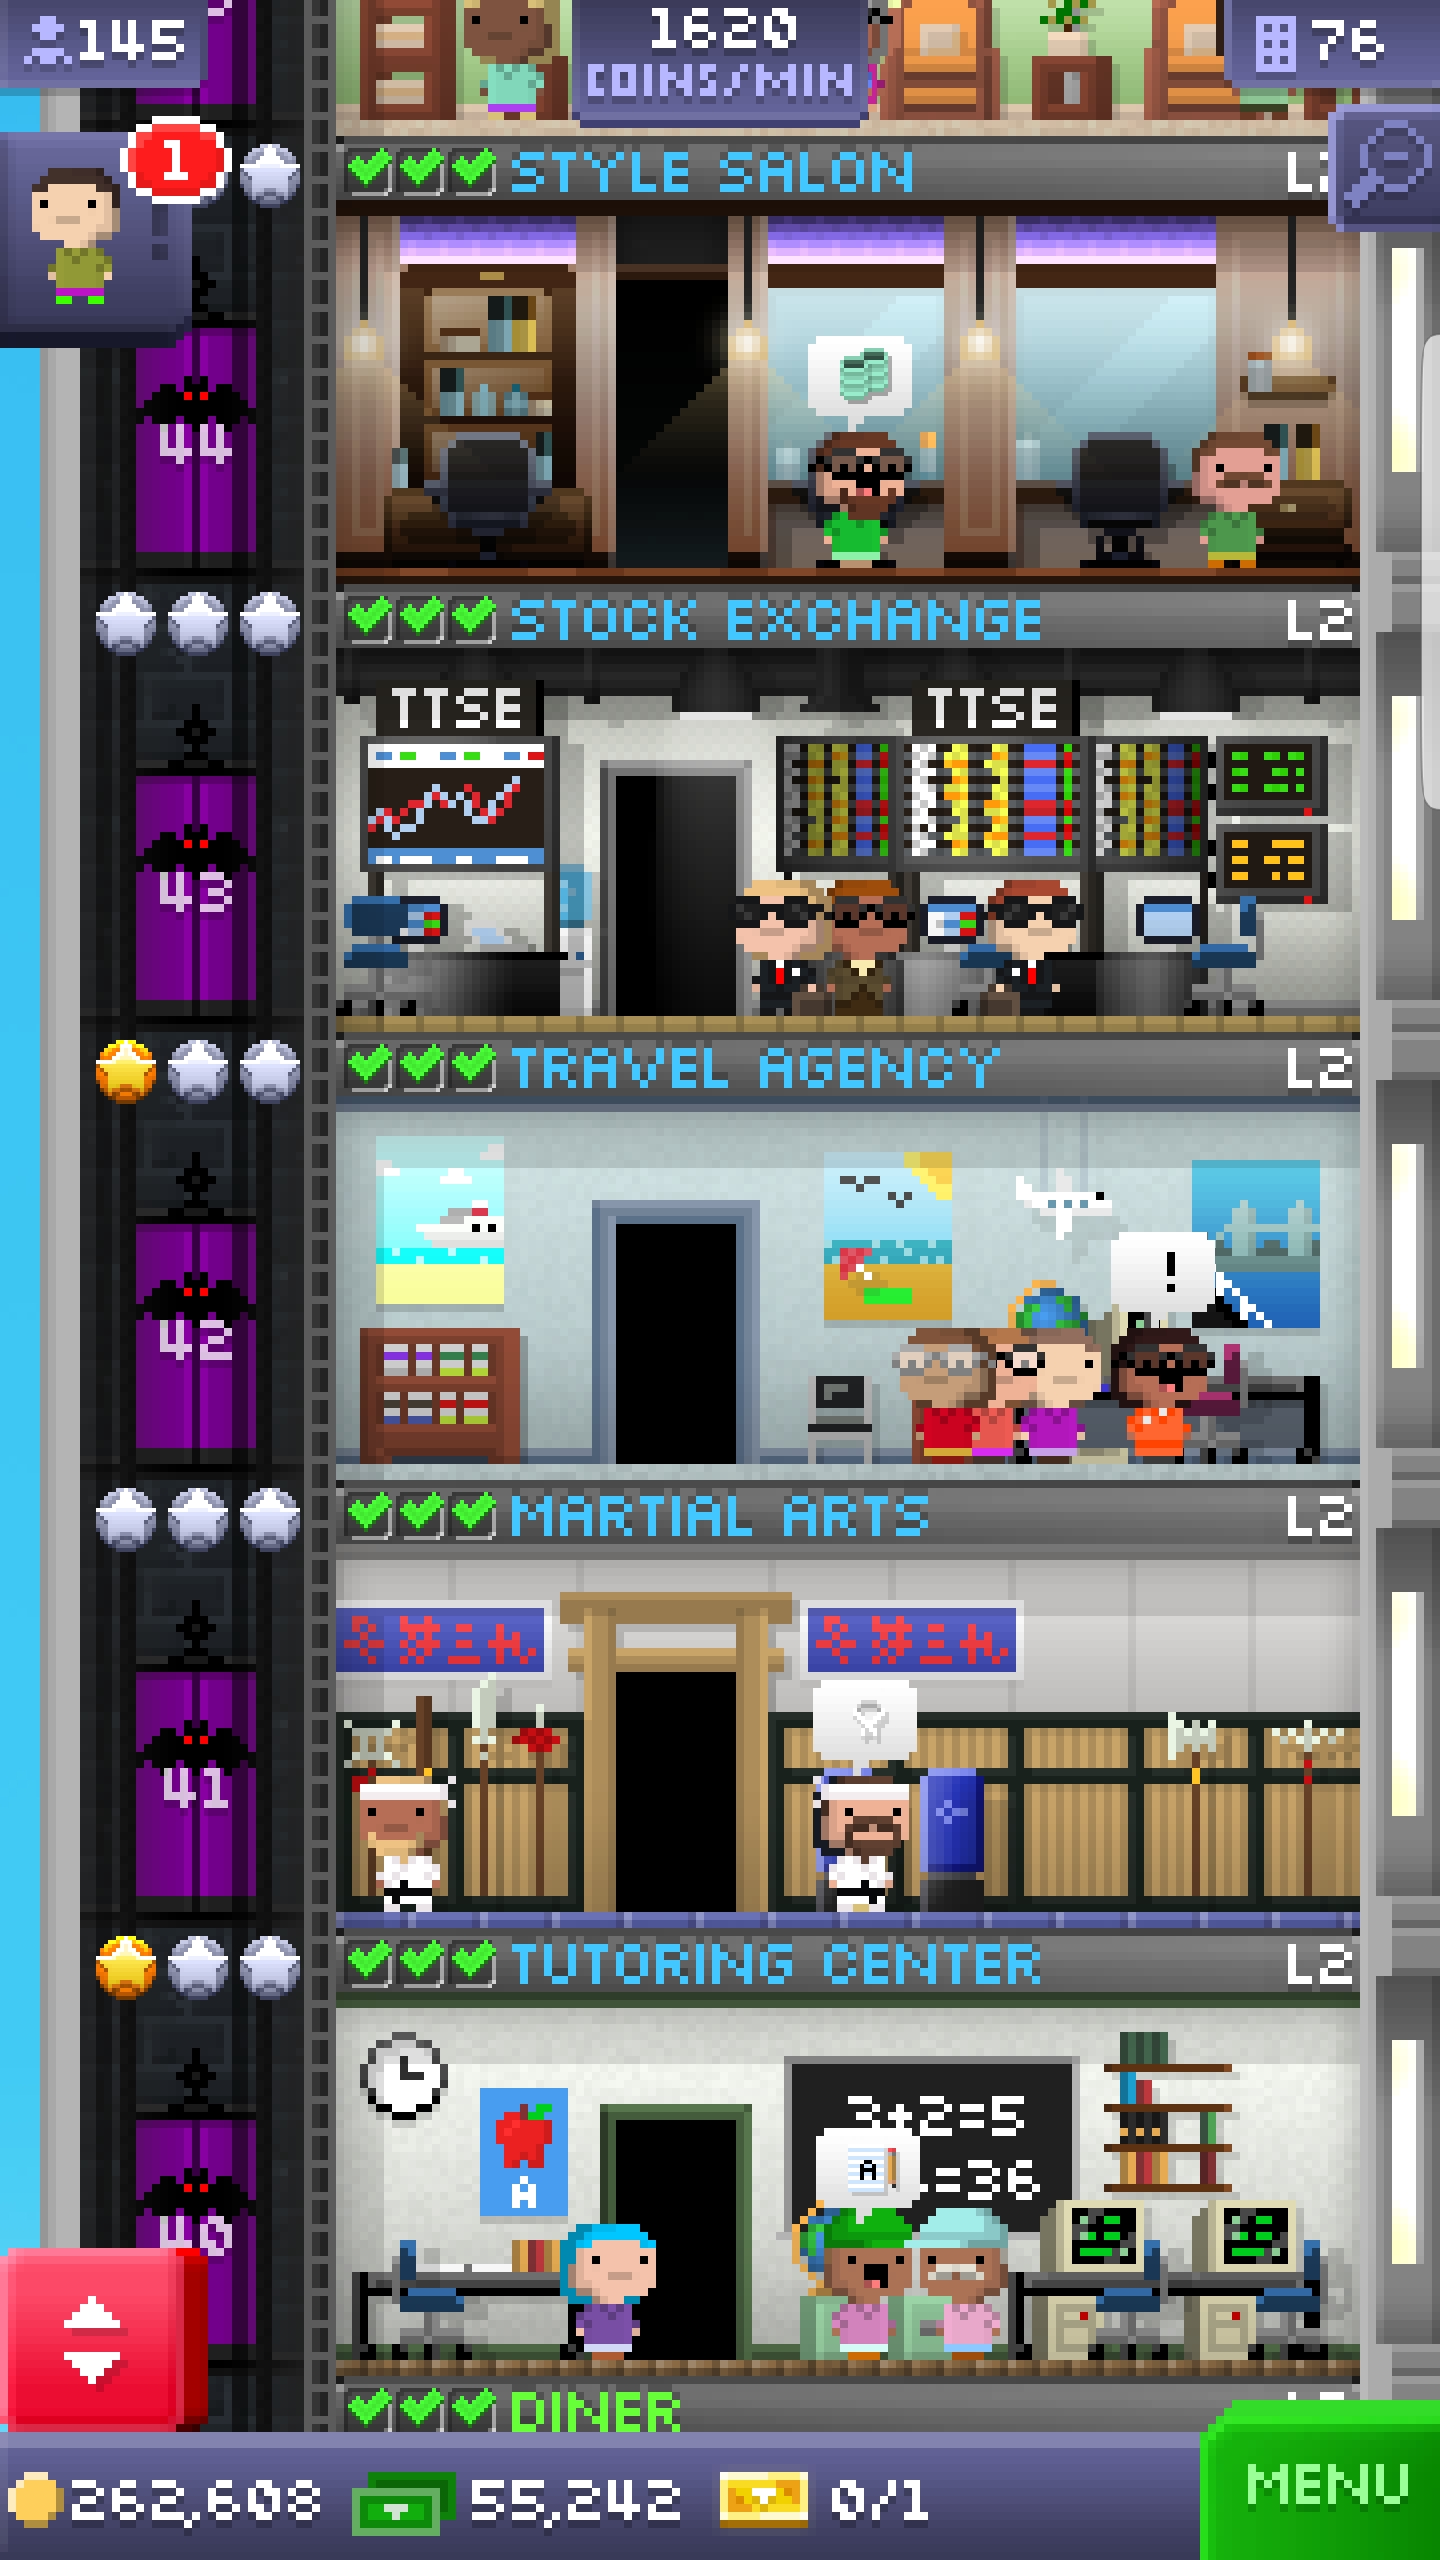 145
1620
COINS/MIN
76
1
STYLE SALON
44
STOCK EXCHANGE L2
TTSE TTSE
43
TRAVEL AGENCY L2
!
42
MARTIAL ARTS L2
41
TUTORING CENTER L2
3+2=5
A
=36
A
40
DINER
262,608 55,242 0/1
MENU